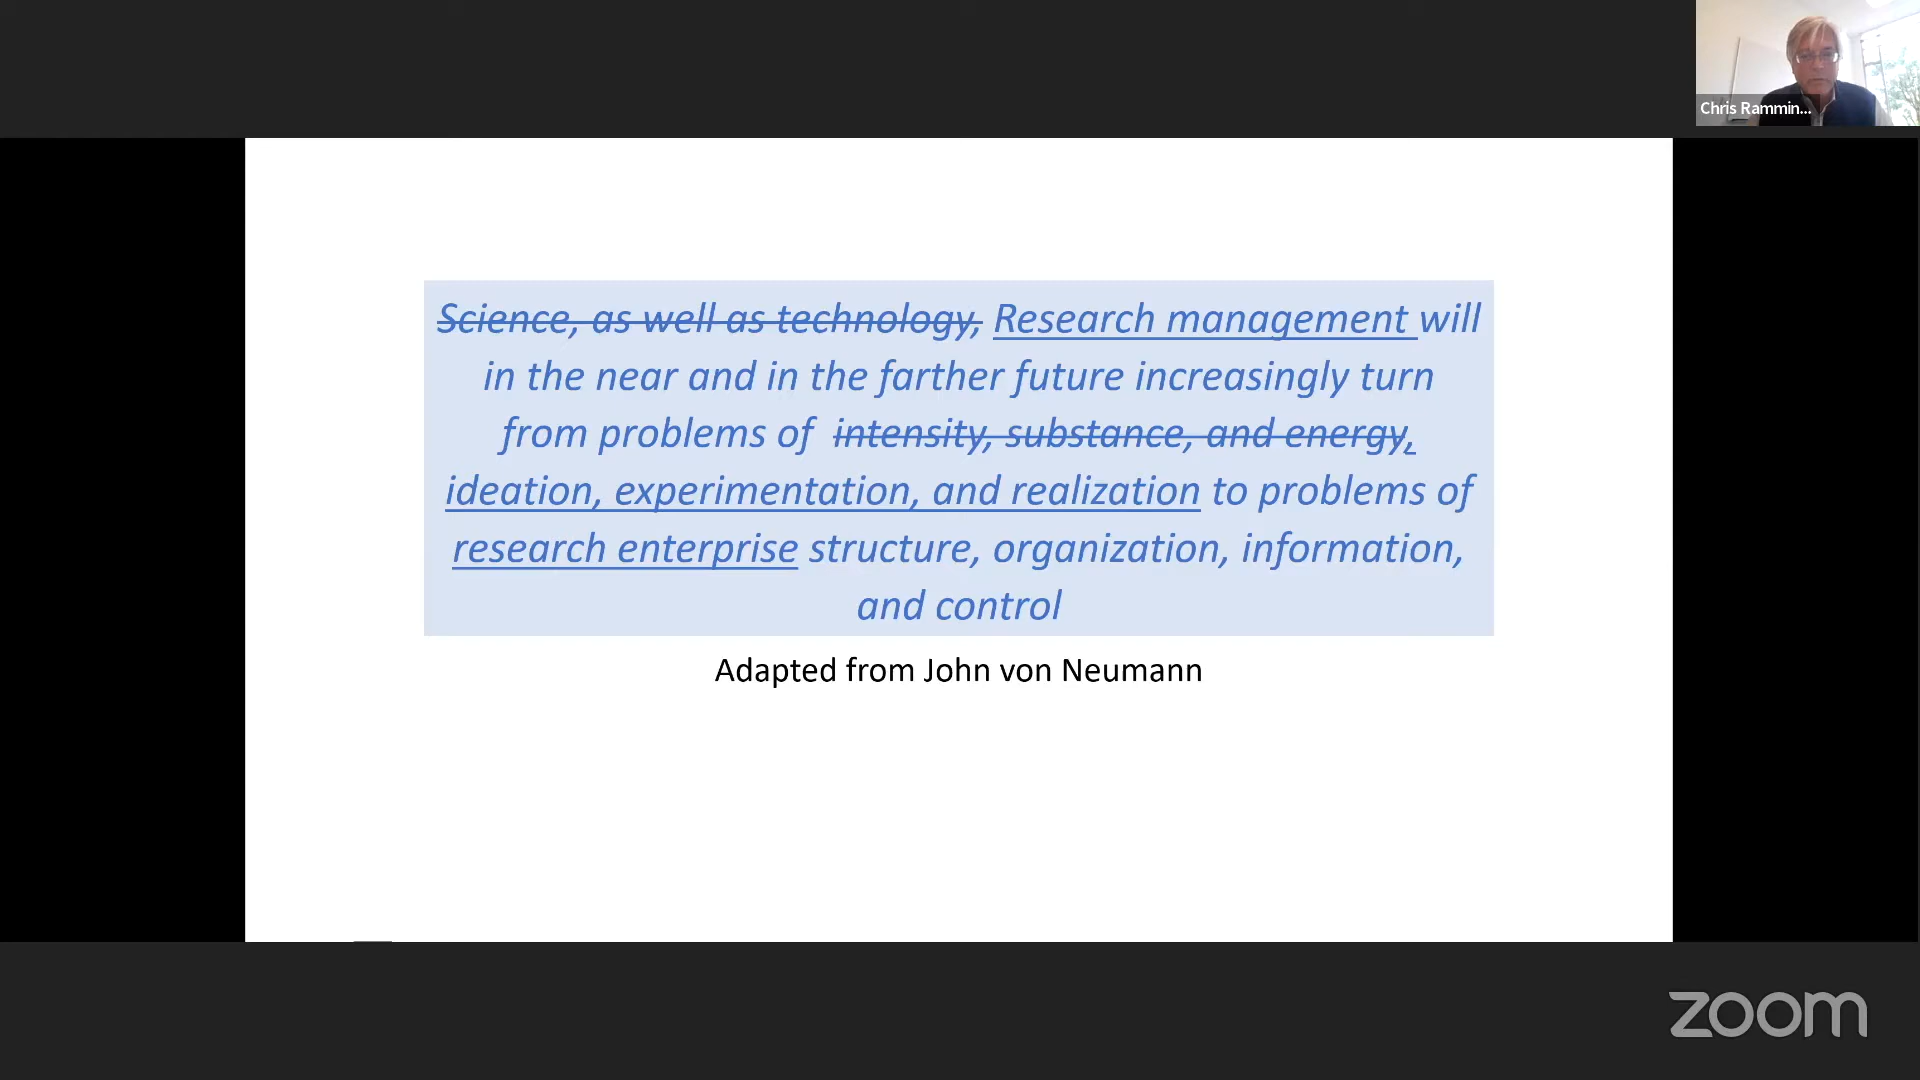 Chris Rammin...
Science, as well as technology, Research management will
in the near and in the farther future increasingly turn
from problems of intensity, substance, and energy,
ideation, experimentation, and realization to problems of
research enterprise structure, organization, information,
and control
Adapted from John von Neumann
zoom